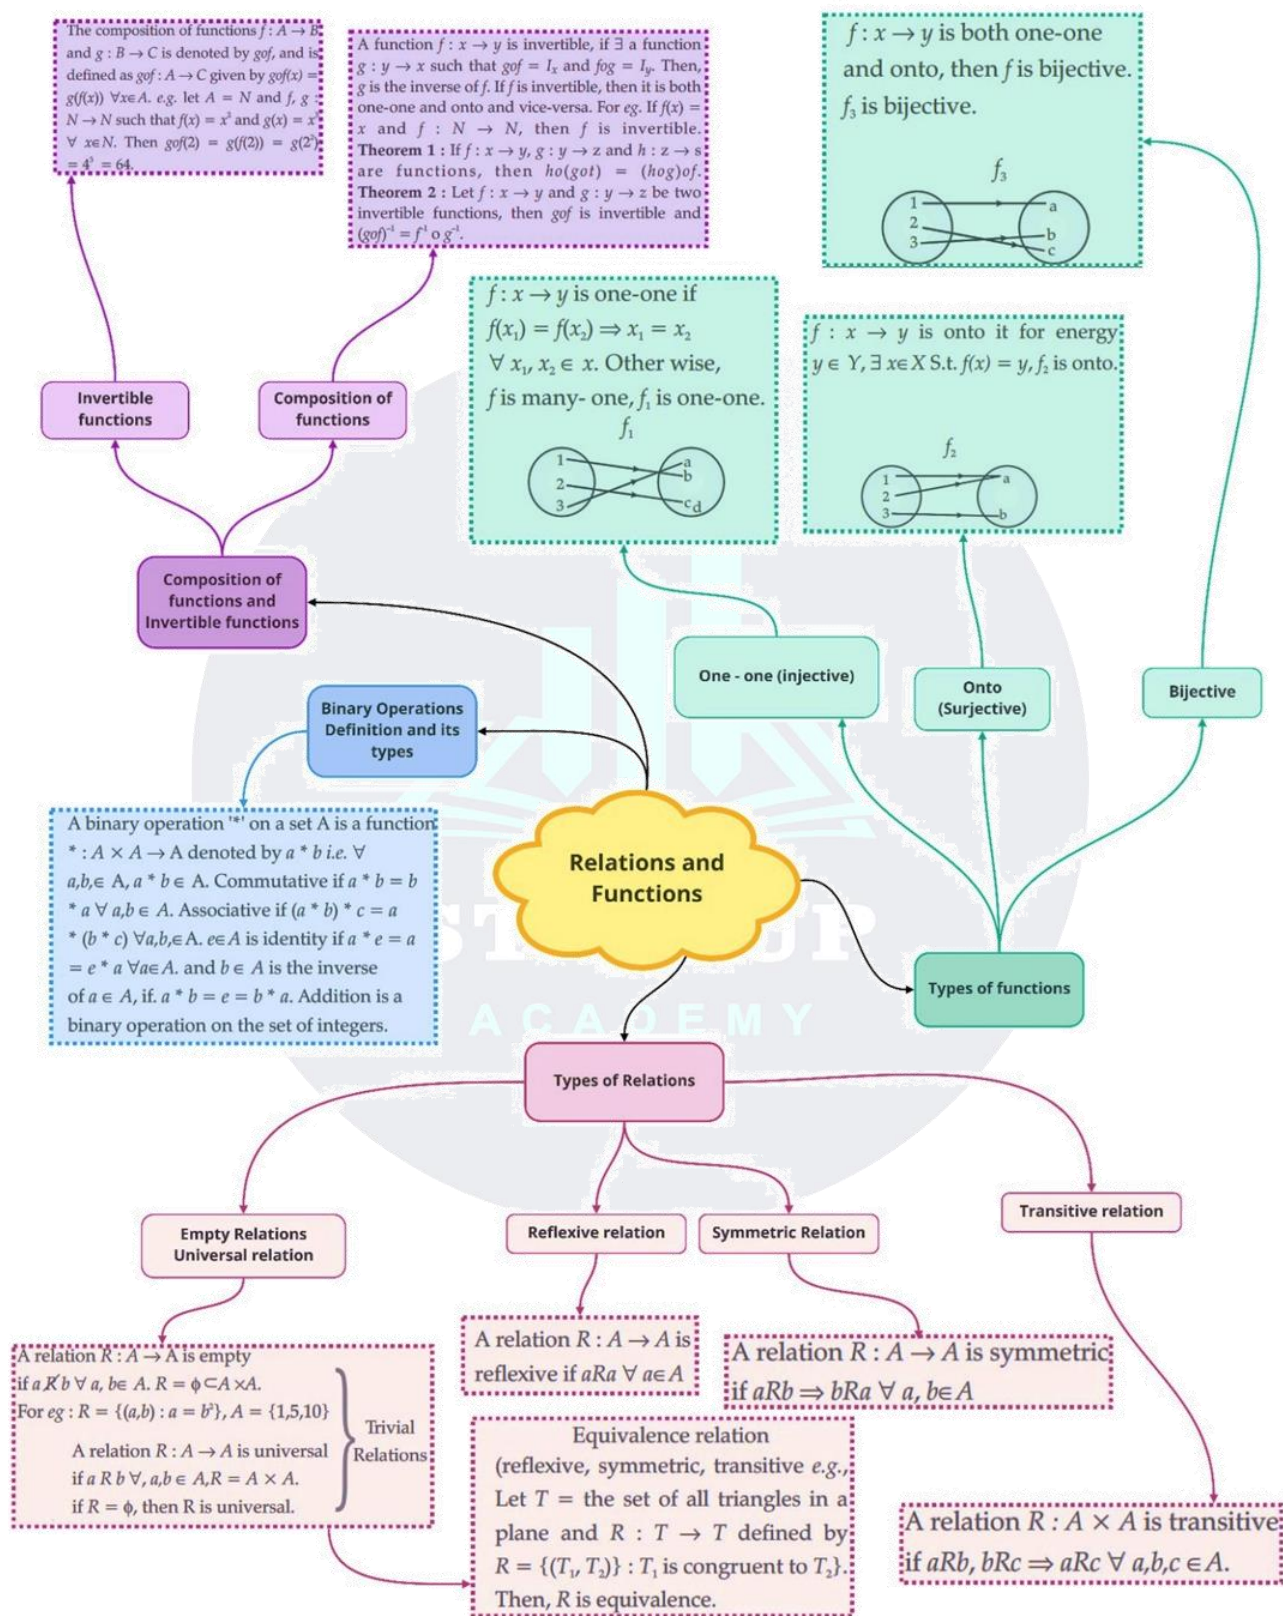 The composition of functions f : A → B
and g : B → C is denoted by gof, and is
defined as gof : A → C given by gof(x) =
g(f(x)) ∀x∈A. e.g. let A = N and f, g :
N → N such that f(x) = x² and g(x) = x³
∀ x∈N. Then gof(2) = g(f(2)) = g(2²)
= 4³ = 64.
A function f : x → y is invertible, if ∃ a function
g : y → x such that gof = Iₓ and fog = Iᵧ. Then,
g is the inverse of f. If f is invertible, then it is both
one-one and onto and vice-versa. For eg. If f(x) =
x and f : N → N, then f is invertible.
Theorem 1 : If f : x → y, g : y → z and h : z → s
are functions, then ho(got) = (hog)of.
Theorem 2 : Let f : x → y and g : y → z be two
invertible functions, then gof is invertible and
(gof)⁻¹ = f⁻¹ o g⁻¹.
f : x → y is both one-one
and onto, then f is bijective.
f₃ is bijective.
f₃
1 a
2 b
3 c
f : x → y is one-one if
f(x₁) = f(x₂) ⇒ x₁ = x₂
∀ x₁, x₂ ∈ x. Other wise,
f is many- one, f₁ is one-one.
f₁
1 a
b
2
3 c d
f : x → y is onto it for energy
y ∈ Y, ∃ x∈X S.t. f(x) = y, f₂ is onto.
f₂
1 a
2
3 b
Invertible
functions
Composition of
functions
Composition of
functions and
Invertible functions
One - one (injective)
Onto
(Surjective)
Bijective
Binary Operations
Definition and its
types
A binary operation '*' on a set A is a function
* : A × A → A denoted by a * b i.e. ∀
a,b,∈ A, a * b ∈ A. Commutative if a * b = b
* a ∀ a,b ∈ A. Associative if (a * b) * c = a
* (b * c) ∀a,b,∈A. e∈A is identity if a * e = a
= e * a ∀a∈A. and b ∈ A is the inverse
of a ∈ A, if. a * b = e = b * a. Addition is a
binary operation on the set of integers.
Relations and
Functions
Types of functions
ACADEMY
Types of Relations
Empty Relations
Universal relation
Reflexive relation
Symmetric Relation
Transitive relation
A relation R : A → A is empty
if a R̸ b ∀ a, b∈ A. R = ϕ⊂A×A.
For eg : R = {(a,b) : a = b²}, A = {1,5,10}
A relation R : A → A is universal
if a R b ∀, a,b ∈ A,R = A × A.
if R = ϕ, then R is universal.
Trivial
Relations
A relation R : A → A is
reflexive if aRa ∀ a∈A
A relation R : A → A is symmetric
if aRb ⇒ bRa ∀ a, b∈A
Equivalence relation
(reflexive, symmetric, transitive e.g.,
Let T = the set of all triangles in a
plane and R : T → T defined by
R = {(T₁, T₂)} : T₁ is congruent to T₂}.
Then, R is equivalence.
A relation R : A × A is transitive
if aRb, bRc ⇒ aRc ∀ a,b,c ∈ A.